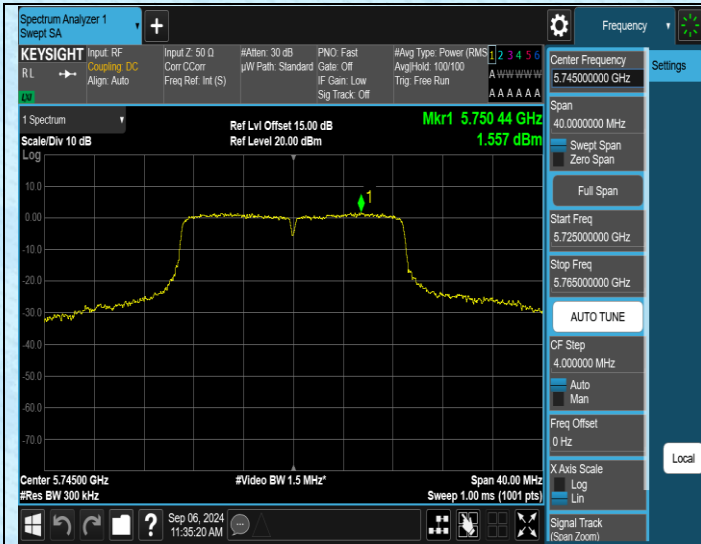 Spectrum Analyzer 1
Swept SA
Frequency
KEYSIGHT
Input: RF
Coupling: DC
Align: Auto
Input Z: 50 Ω
Corr CCorr
Freq Ref: Int (S)
#Atten: 30 dB
µW Path: Standard
PNO: Fast
Gate: Off
IF Gain: Low
Sig Track: Off
#Avg Type: Power (RMS
Avg|Hold: 100/100
Trig: Free Run
1 2 3 4 5 6
A W W W W W
A A A A A A
RL
LU
1 Spectrum
Scale/Div 10 dB
Log
Ref Lvl Offset 15.00 dB
Ref Level 20.00 dBm
Mkr1 5.750 44 GHz
1.557 dBm
10.0
0.00
-10.0
-20.0
-30.0
-40.0
-50.0
-60.0
-70.0
1
Center 5.74500 GHz
#Res BW 300 kHz
#Video BW 1.5 MHz*
Span 40.00 MHz
Sweep 1.00 ms (1001 pts)
Sep 06, 2024
11:35:20 AM
?
Center Frequency
5.745000000 GHz
Span
40.0000000 MHz
Swept Span
Zero Span
Full Span
Start Freq
5.725000000 GHz
Stop Freq
5.765000000 GHz
AUTO TUNE
CF Step
4.000000 MHz
Auto
Man
Freq Offset
0 Hz
X Axis Scale
Log
Lin
Signal Track
(Span Zoom)
Settings
Local